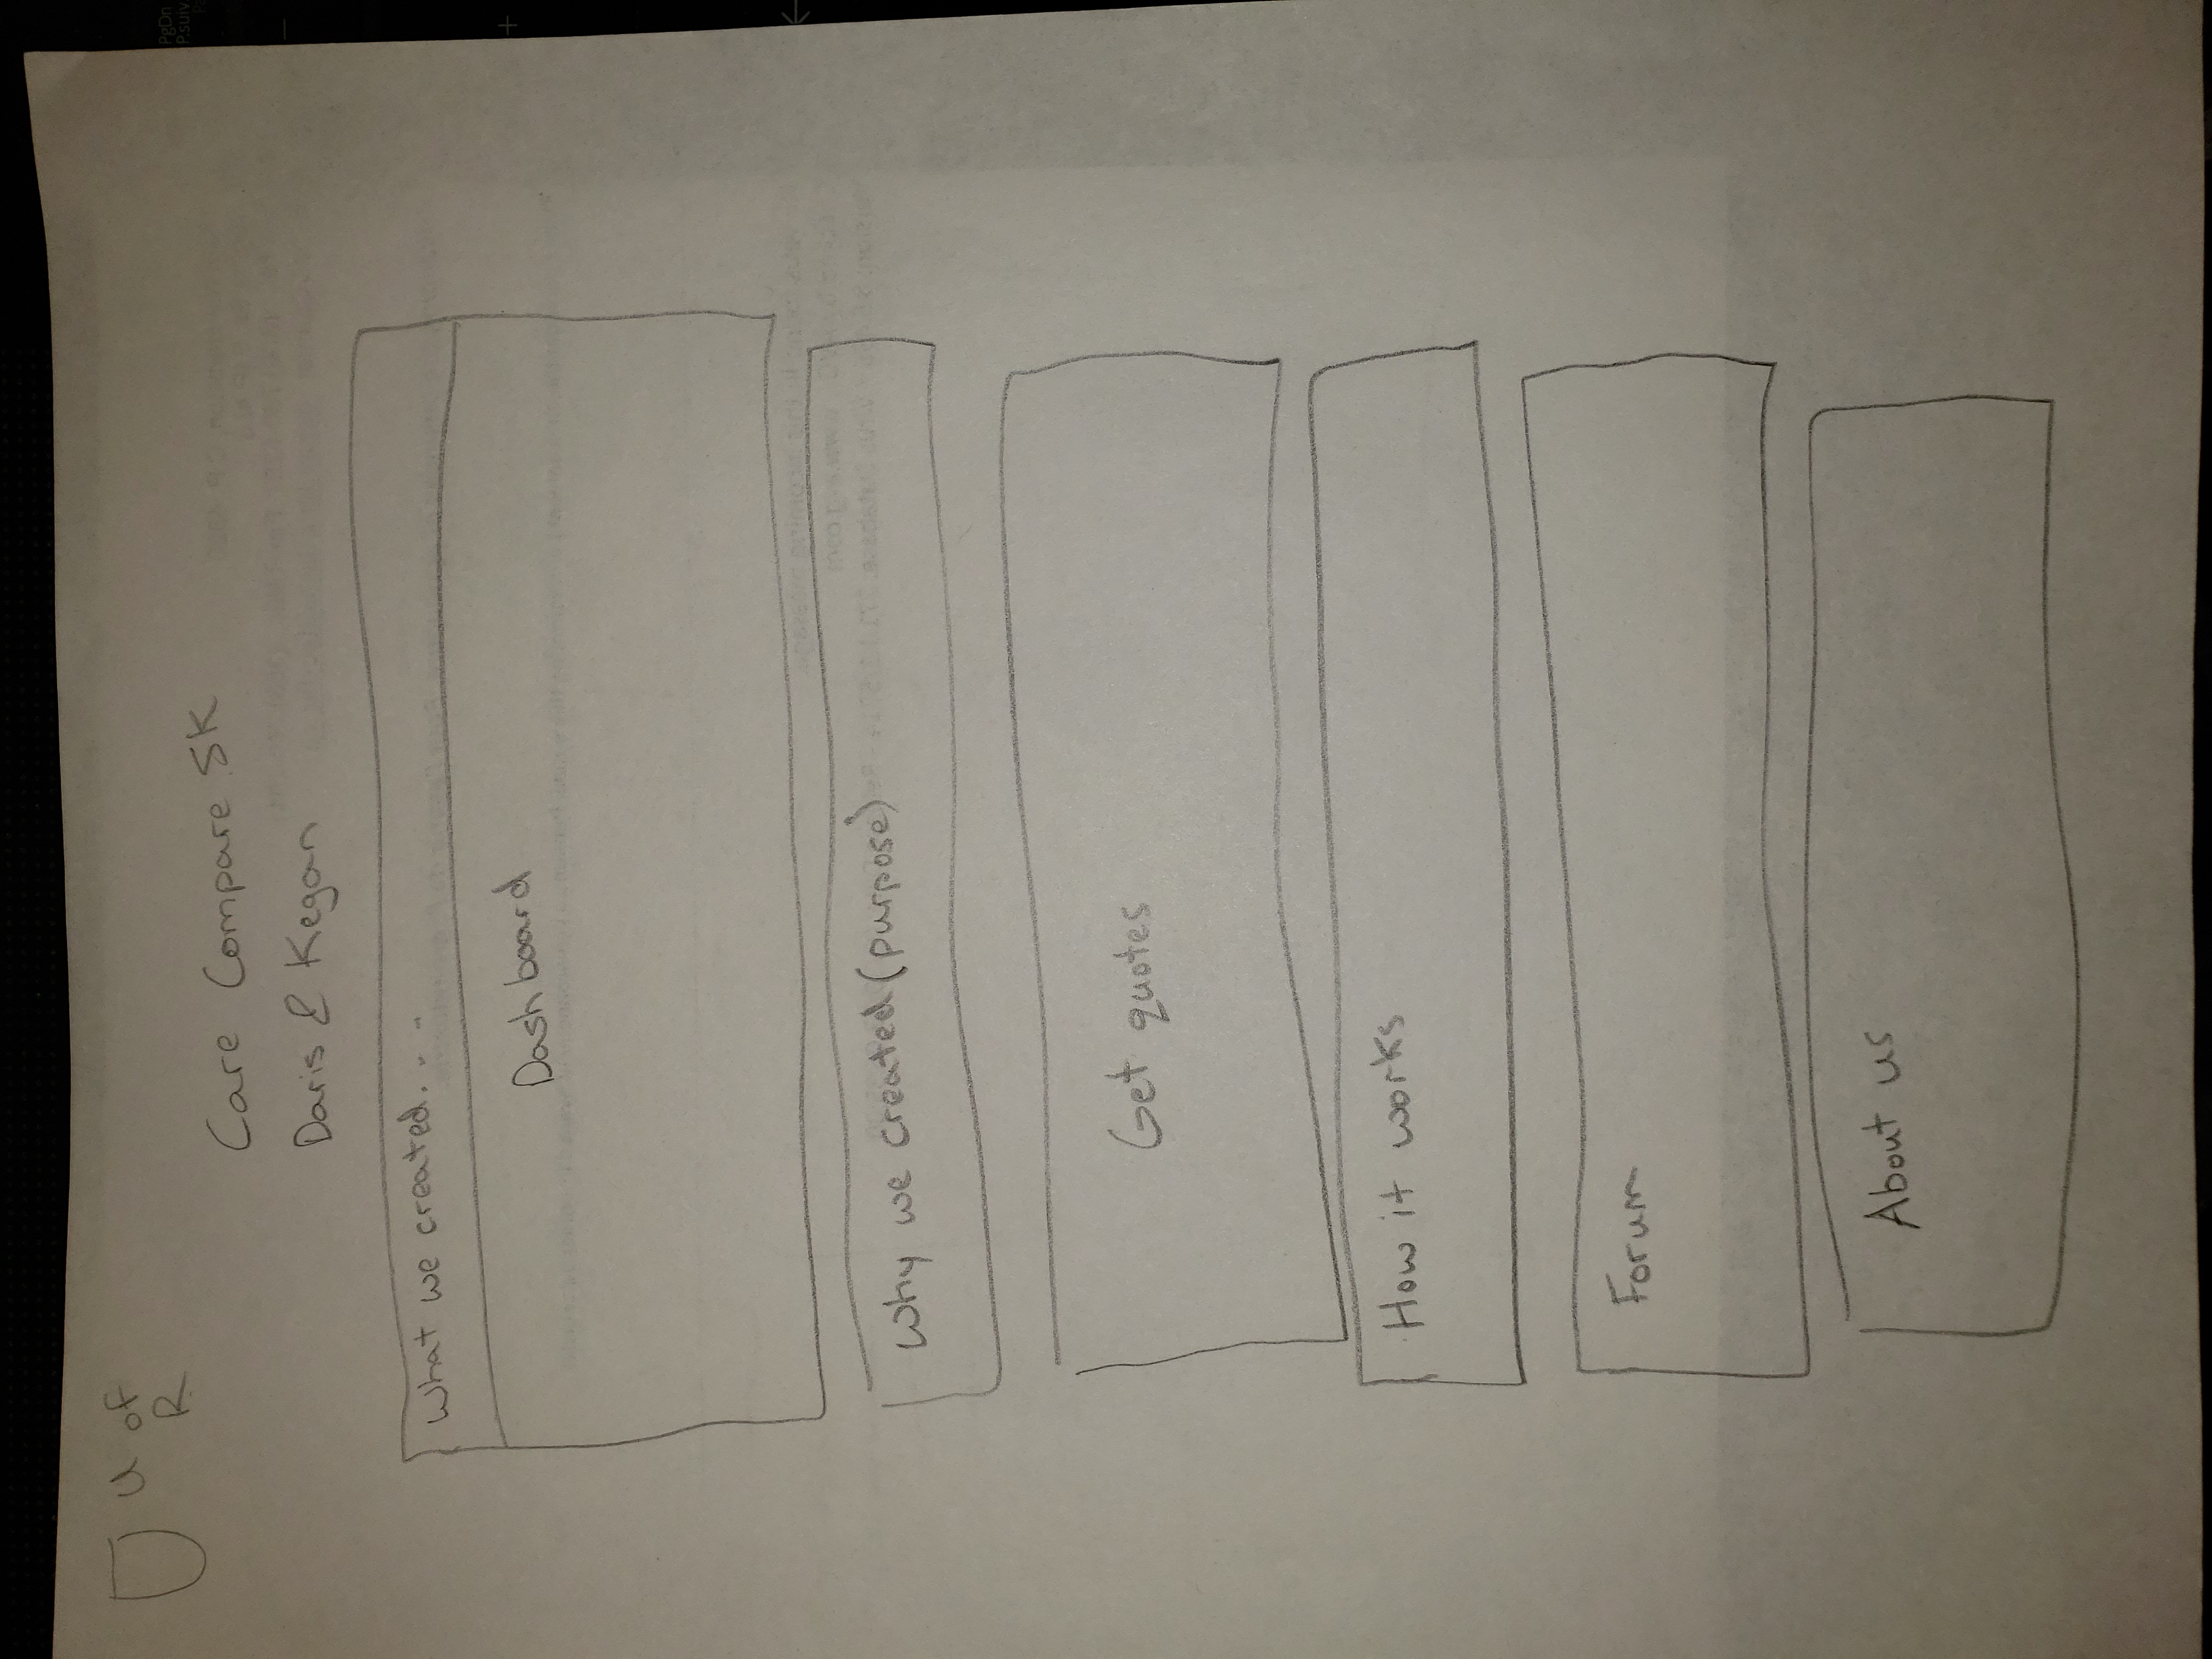 U of
R
Care Compare SK
Daris & Kegan
What we created. . .
Dashboard
Why we created (purpose)
Get quotes
How it works
Forum
About us
PgDn
P.suiv